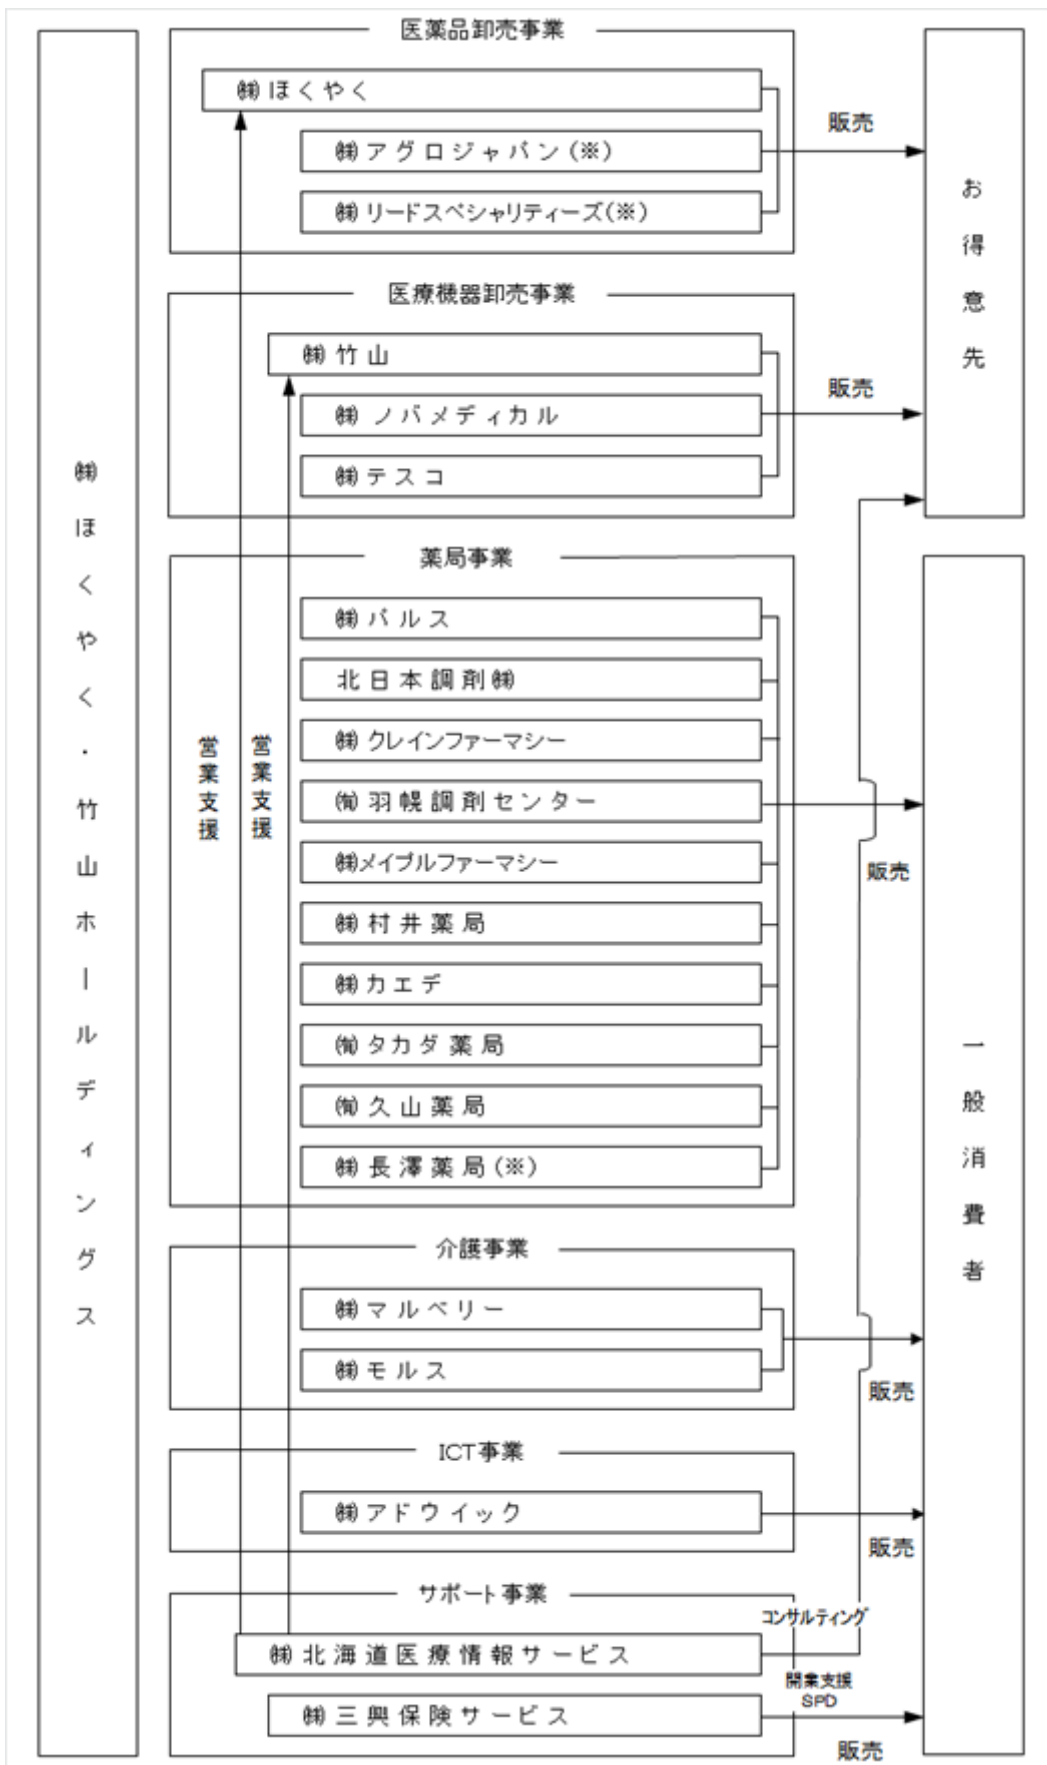 ㈱ほくやく・竹山ホールディングス
医薬品卸売事業
㈱ほくやく
㈱アグロジャパン(※)
㈱リードスペシャリティーズ(※)
販売
お得意先
医療機器卸売事業
㈱竹山
㈱ノバメディカル
㈱テスコ
販売
薬局事業
㈱パルス
北日本調剤㈱
㈱クレインファーマシー
㈲羽幌調剤センター
㈱メイプルファーマシー
㈱村井薬局
㈱カエデ
㈲タカダ薬局
㈲久山薬局
㈱長澤薬局(※)
営業支援
営業支援
販売
一般消費者
介護事業
㈱マルベリー
㈱モルス
販売
ICT事業
㈱アドウイック
販売
サポート事業
コンサルティング
㈱北海道医療情報サービス
開業支援
SPD
㈱三興保険サービス
販売